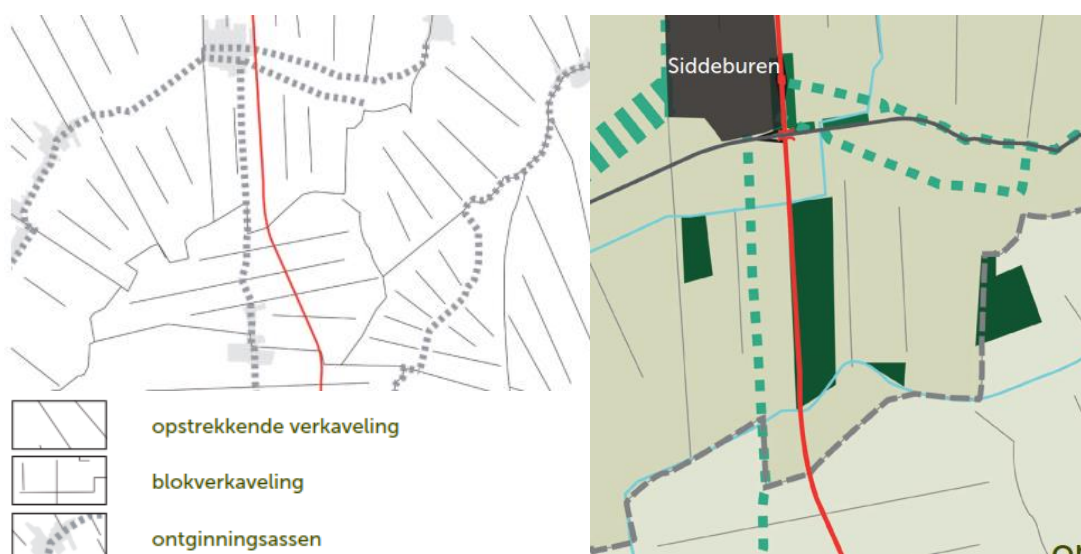 Siddeburen
opstrekkende verkaveling
blokverkaveling
ontginningsassen